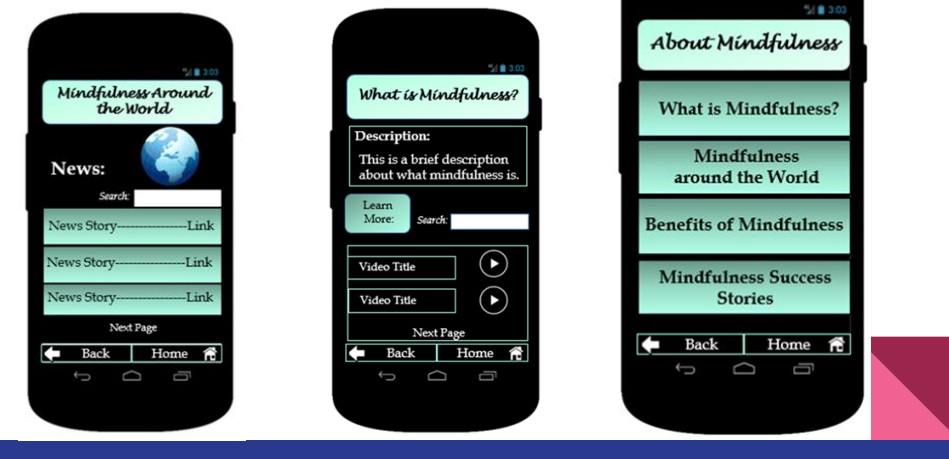 3:03
Mindfulness Around
the World
News:
Search:
News Story----------------Link
News Story----------------Link
News Story----------------Link
Next Page
Back Home
3:03
What is Mindfulness?
Description:
This is a brief description
about what mindfulness is.
Learn
More:
Search:
Video Title
Video Title
Next Page
Back Home
3:03
About Mindfulness
What is Mindfulness?
Mindfulness
around the World
Benefits of Mindfulness
Mindfulness Success
Stories
Back Home